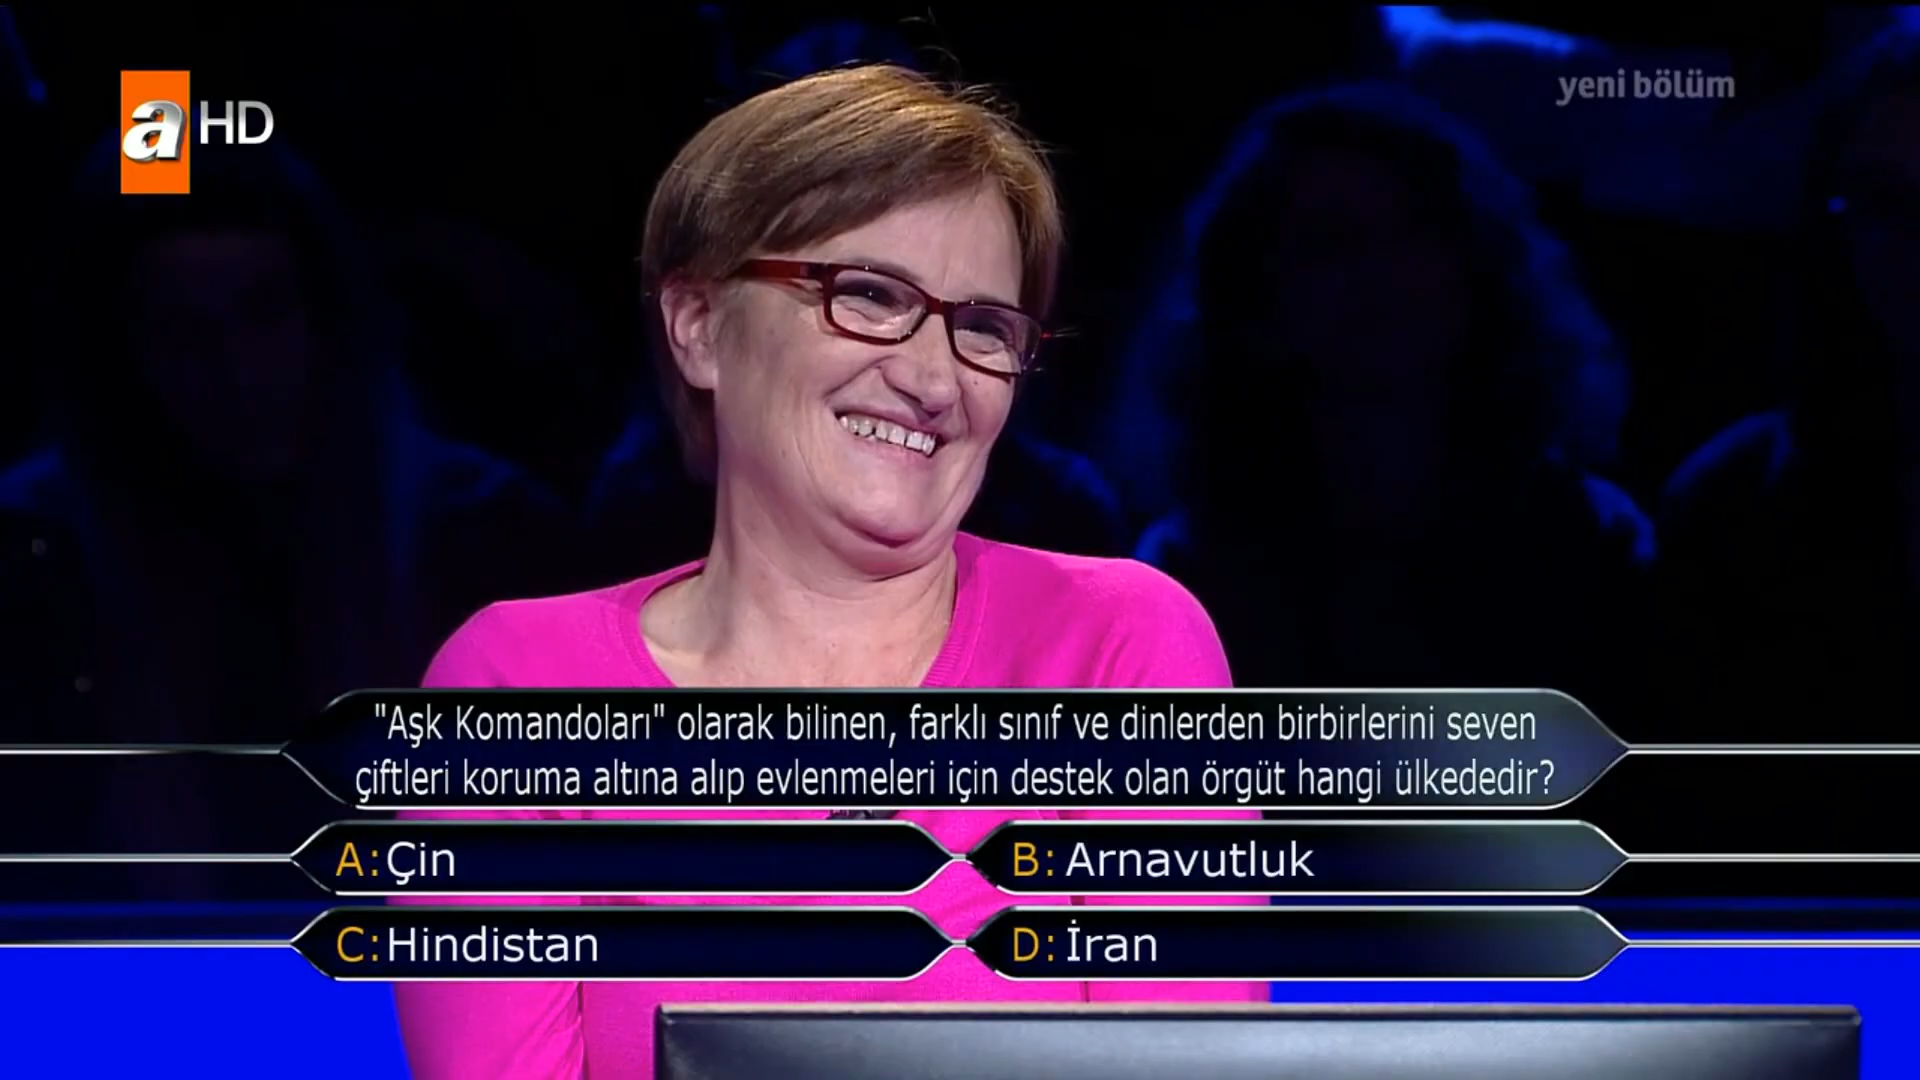 a HD
yeni bölüm
"Aşk Komandoları" olarak bilinen, farklı sınıf ve dinlerden birbirlerini seven
çiftleri koruma altına alıp evlenmeleri için destek olan örgüt hangi ülkededir?
A: Çin
B: Arnavutluk
C: Hindistan
D: İran